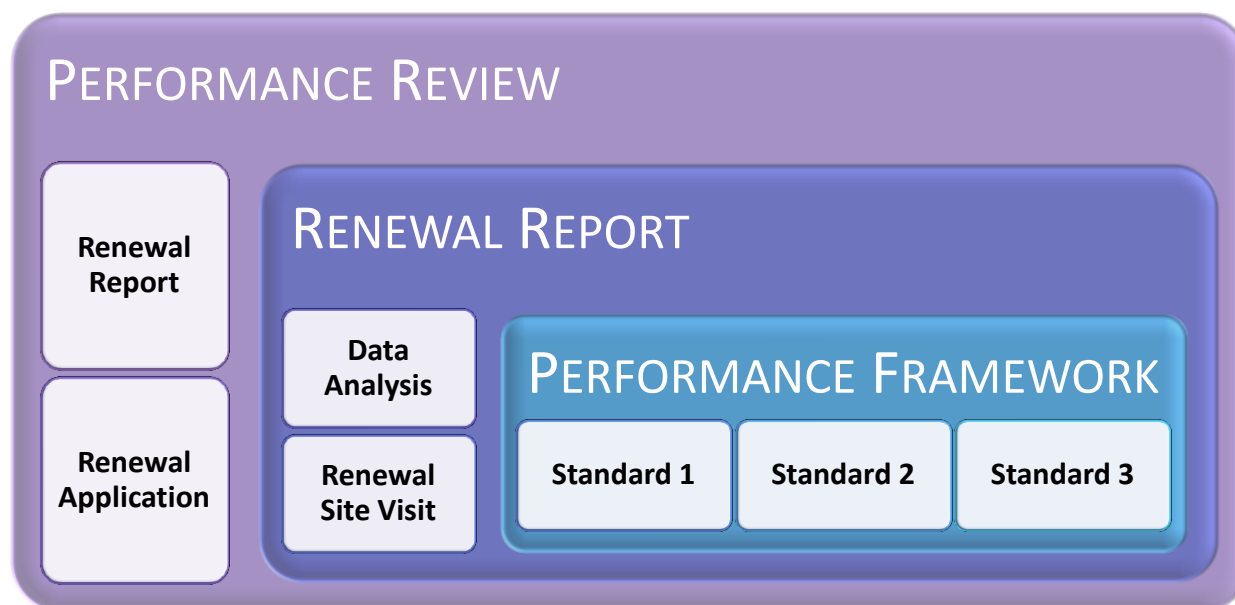 PERFORMANCE REVIEW
Renewal
Report
Renewal
Application
RENEWAL REPORT
Data
Analysis
Renewal
Site Visit
PERFORMANCE FRAMEWORK
Standard 1
Standard 2
Standard 3